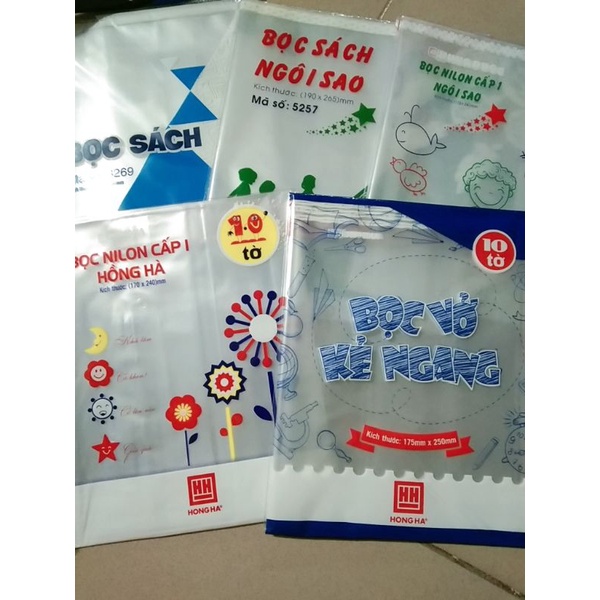 BỌC SÁCH
BỌC SÁCH
NGÔI SAO
Kích thước: (190 x 265)mm
Mã số: 5257
BỌC NILON CẤP 1
NGÔI SAO
BỌC NILON CẤP 1
HỒNG HÀ
Kích thước: (170 x 240)mm
10
tờ
HH
HONG HA
10
tờ
BỌC VỞ
KẺ NGANG
Kích thước: 175mm x 250mm
HH
HONG HA